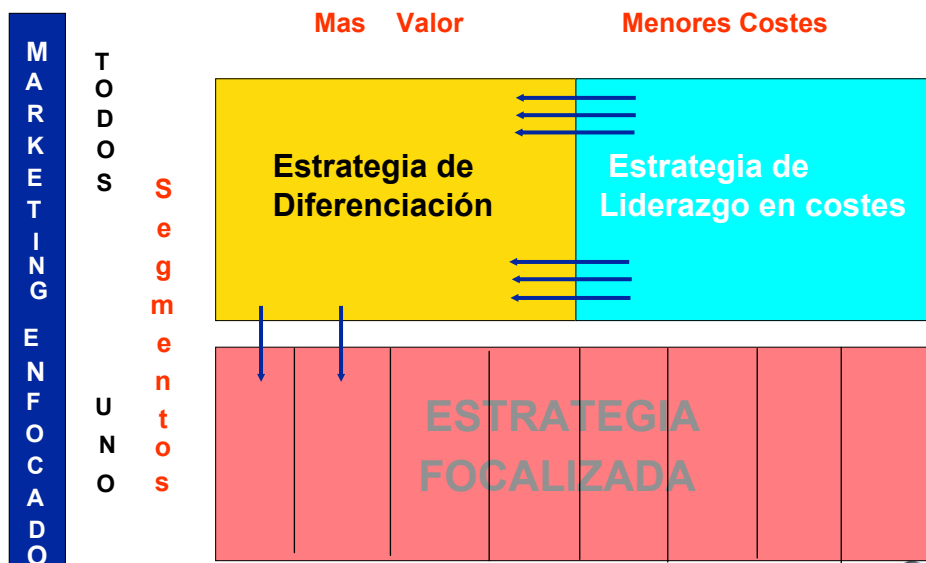 Mas Valor
Menores Costes
MARKETING ENFOCADO
TODOS
UNO
Segmentos
Estrategia de
Diferenciación
Estrategia de
Liderazgo en costes
ESTRATEGIA
FOCALIZADA